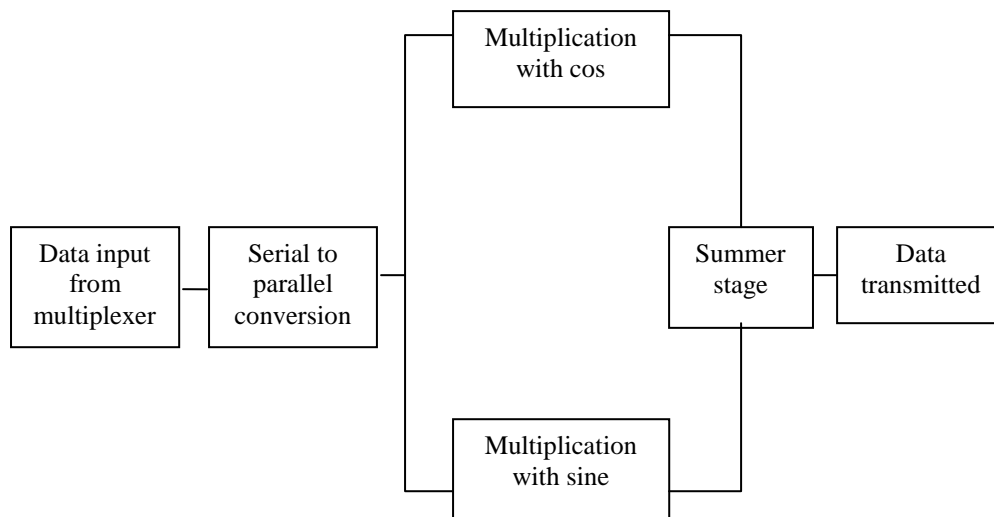 Multiplication
with cos
Data input
from
multiplexer
Serial to
parallel
conversion
Summer
stage
Data
transmitted
Multiplication
with sine